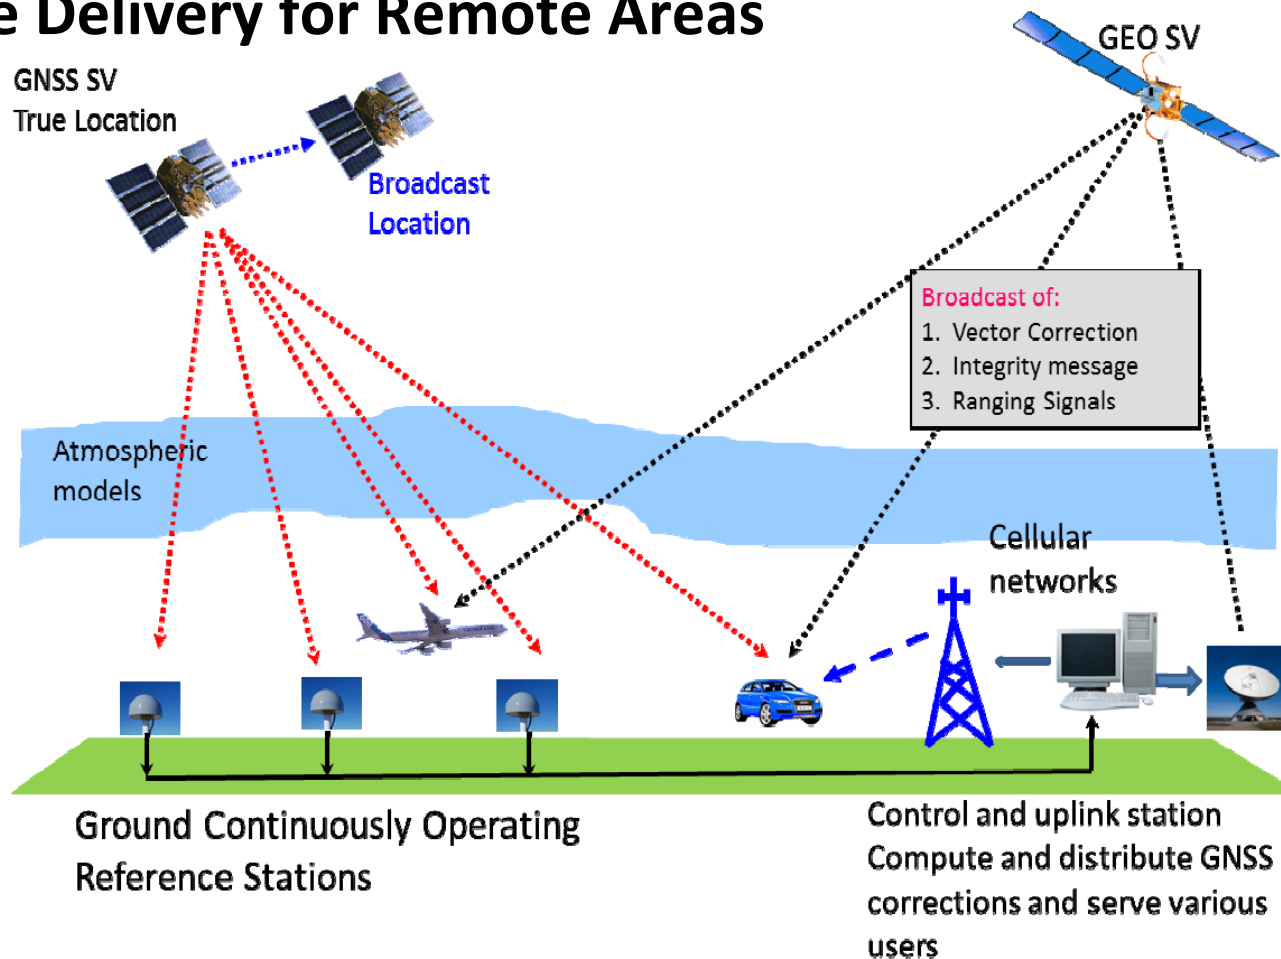 e Delivery for Remote Areas
GEO SV
GNSS SV
True Location
Broadcast
Location
Broadcast of:
1. Vector Correction
2. Integrity message
3. Ranging Signals
Atmospheric
models
Cellular
networks
Ground Continuously Operating
Reference Stations
Control and uplink station
Compute and distribute GNSS
corrections and serve various
users